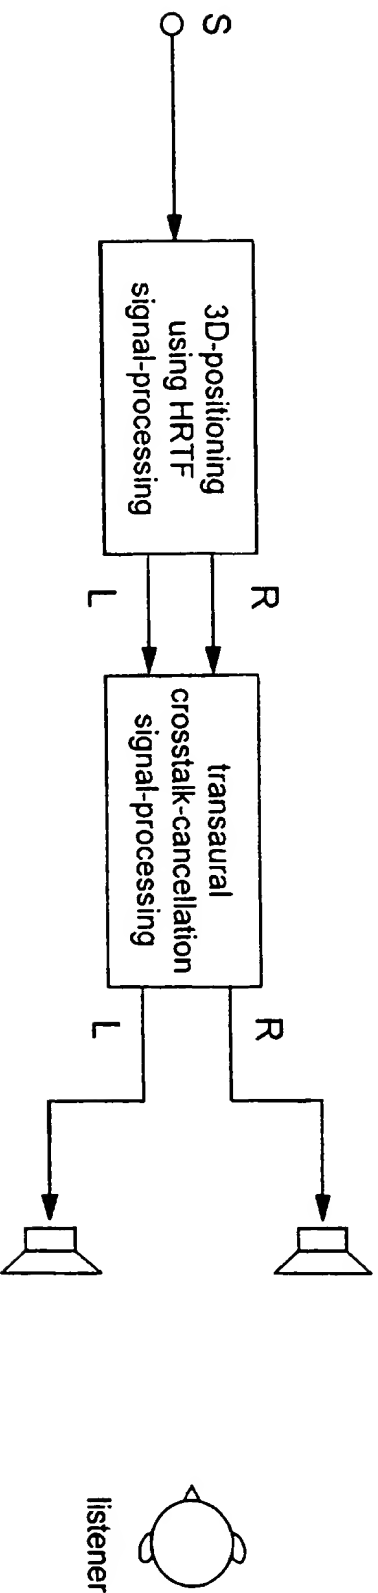 S
3D-positioning
using HRTF
signal-processing
R
L
transaural
crosstalk-cancellation
signal-processing
R
L
listener